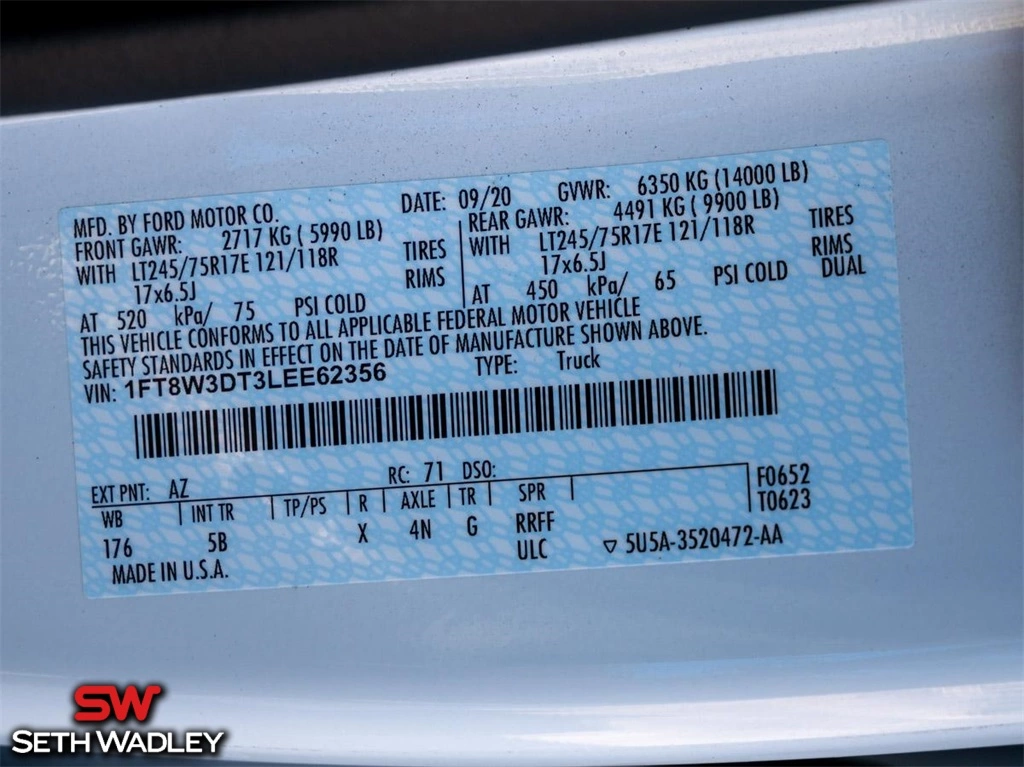 MFD. BY FORD MOTOR CO. DATE: 09/20 GVWR: 6350 KG (14000 LB)
FRONT GAWR: 2717 KG ( 5990 LB) REAR GAWR: 4491 KG ( 9900 LB)
WITH LT245/75R17E 121/118R TIRES WITH LT245/75R17E 121/118R TIRES
17x6.5J RIMS 17x6.5J RIMS
AT 520 kPa/ 75 PSI COLD AT 450 kPa/ 65 PSI COLD DUAL
THIS VEHICLE CONFORMS TO ALL APPLICABLE FEDERAL MOTOR VEHICLE
SAFETY STANDARDS IN EFFECT ON THE DATE OF MANUFACTURE SHOWN ABOVE.
VIN: 1FT8W3DT3LEE62356 TYPE: Truck
EXT PNT: AZ RC: 71 DSO:
WB INT TR TP/PS R AXLE TR SPR F0652
176 5B X 4N G RRFF T0623
ULC ▽ 5U5A-3520472-AA
MADE IN U.S.A.
SW
SETH WADLEY